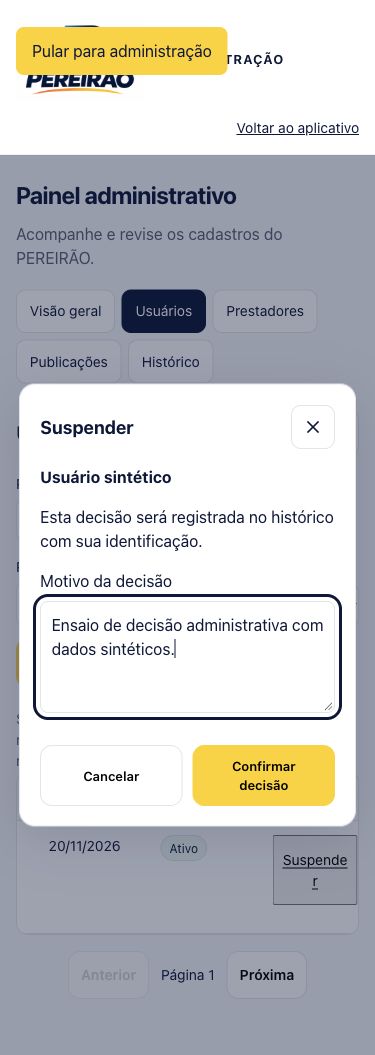 Pular para administração
TRAÇÃO
PEREIRÃO
Voltar ao aplicativo
Painel administrativo
Acompanhe e revise os cadastros do
PEREIRÃO.
Visão geral
Usuários
Prestadores
Publicações
Histórico
Suspender
Usuário sintético
Esta decisão será registrada no histórico
com sua identificação.
Motivo da decisão
Ensaio de decisão administrativa com
dados sintéticos.
Cancelar
Confirmar
decisão
20/11/2026
Ativo
Suspende
r
Anterior
Página 1
Próxima